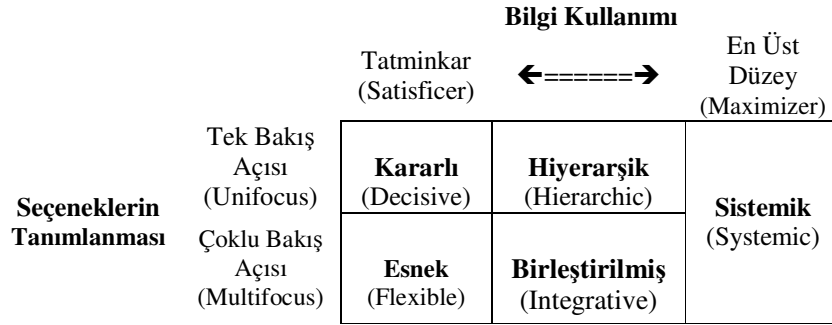 Bilgi Kullanımı
Tatminkar
(Satisficer)
🡸======🡺
En Üst
Düzey
(Maximizer)
Seçeneklerin
Tanımlanması
Tek Bakış
Açısı
(Unifocus)
Kararlı
(Decisive)
Hiyerarşik
(Hierarchic)
Sistemik
(Systemic)
Çoklu Bakış
Açısı
(Multifocus)
Esnek
(Flexible)
Birleştirilmiş
(Integrative)